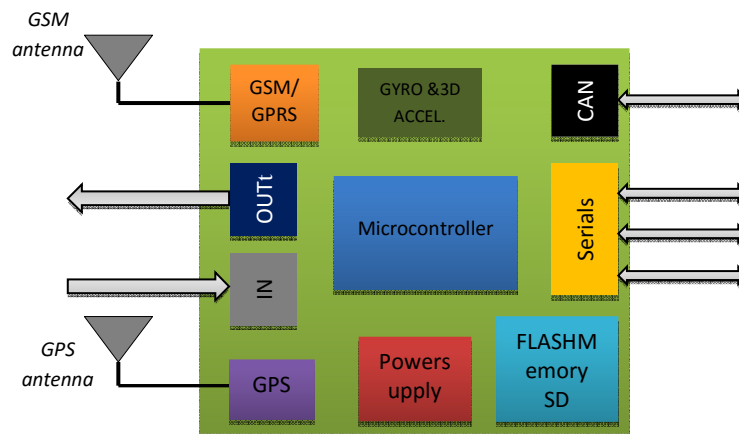 GSM
antenna
GSM/
GPRS
GYRO &3D
ACCEL.
CAN
OUTt
Microcontroller
Serials
IN
GPS
antenna
GPS
Powers
upply
FLASHM
emory
SD